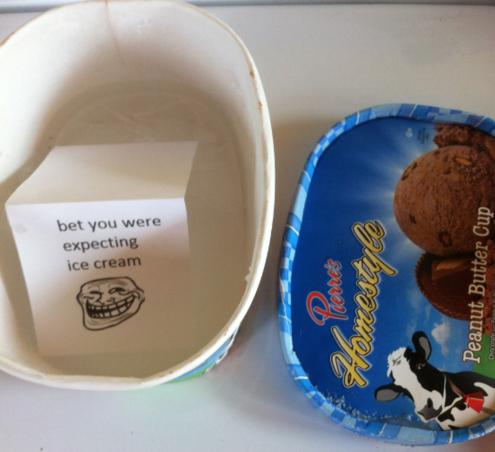 bet you were
expecting
ice cream
Pierre's
Homestyle
Peanut Butter Cup